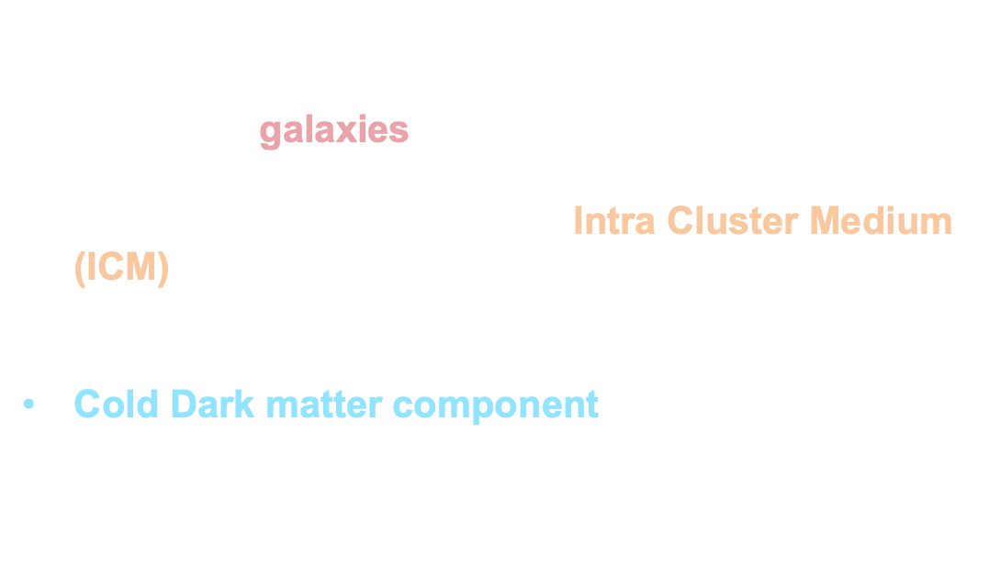 galaxies
Intra Cluster Medium
(ICM)
• Cold Dark matter component